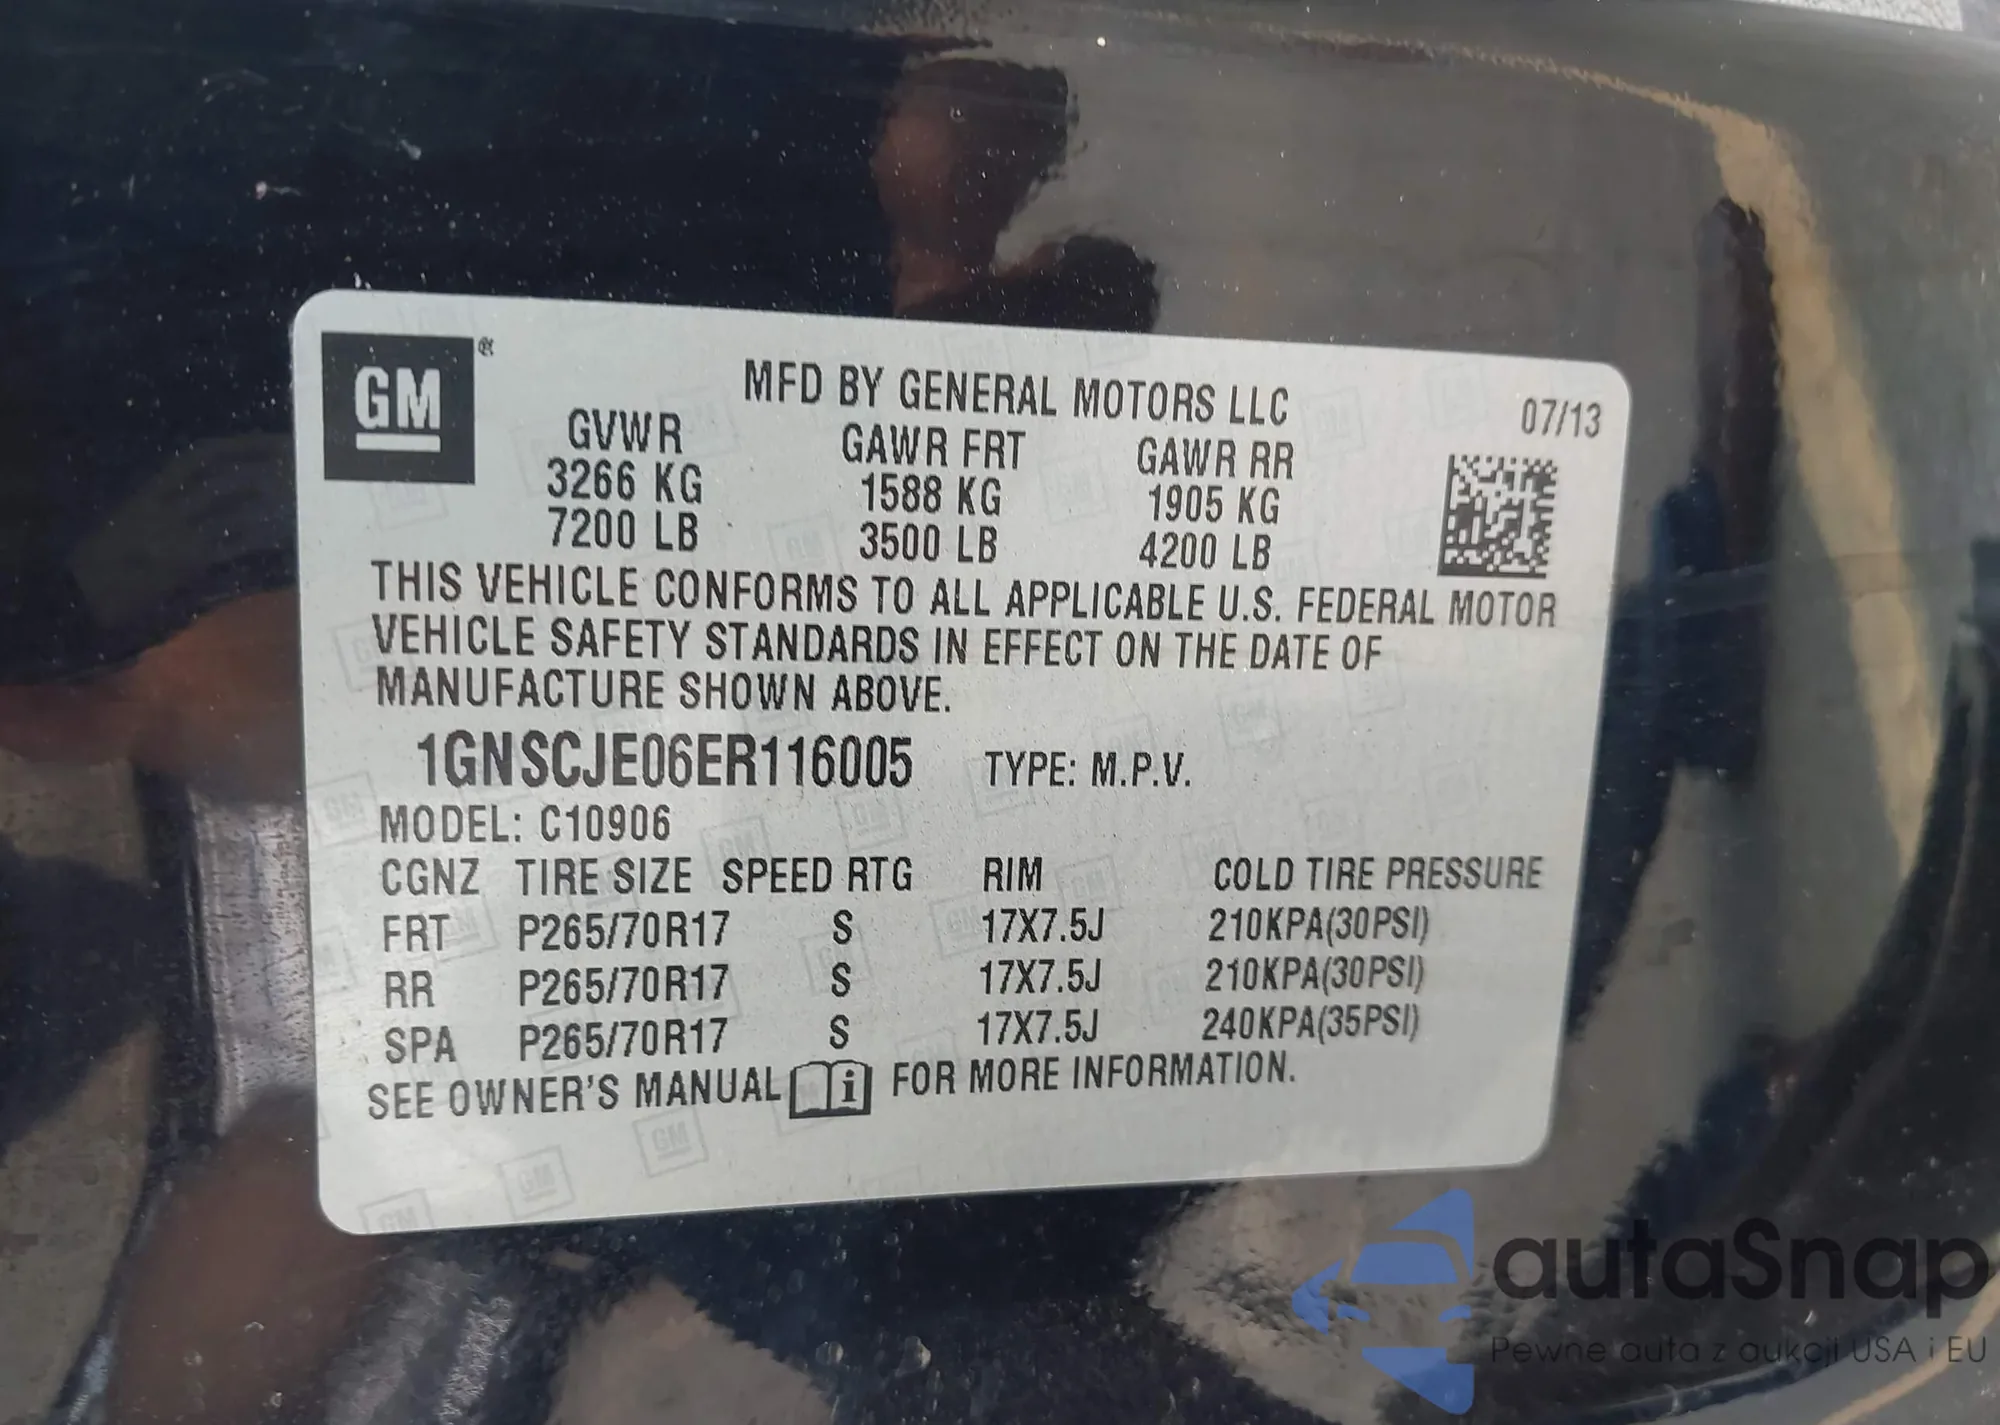 GM
MFD BY GENERAL MOTORS LLC
07/13
GVWR GAWR FRT GAWR RR
3266 KG 1588 KG 1905 KG
7200 LB 3500 LB 4200 LB
THIS VEHICLE CONFORMS TO ALL APPLICABLE U.S. FEDERAL MOTOR
VEHICLE SAFETY STANDARDS IN EFFECT ON THE DATE OF
MANUFACTURE SHOWN ABOVE.
1GNSCJE06ER116005 TYPE: M.P.V.
MODEL: C10906
CGNZ TIRE SIZE SPEED RTG RIM COLD TIRE PRESSURE
FRT P265/70R17 S 17X7.5J 210KPA(30PSI)
RR P265/70R17 S 17X7.5J 210KPA(30PSI)
SPA P265/70R17 S 17X7.5J 240KPA(35PSI)
SEE OWNER'S MANUAL i FOR MORE INFORMATION.
autaSnap
Pewne auta z aukcji USA i EU